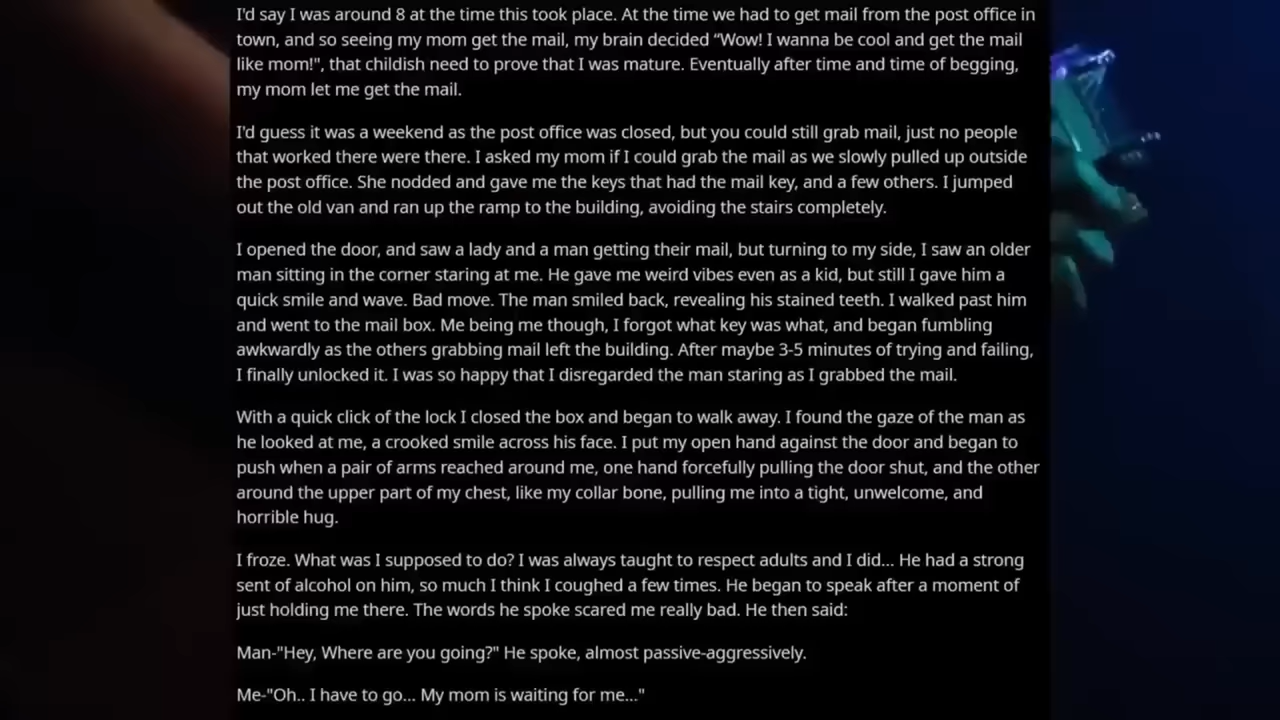 I'd say I was around 8 at the time this took place. At the time we had to get mail from the post office in
town, and so seeing my mom get the mail, my brain decided “Wow! I wanna be cool and get the mail
like mom!", that childish need to prove that I was mature. Eventually after time and time of begging,
my mom let me get the mail.
I'd guess it was a weekend as the post office was closed, but you could still grab mail, just no people
that worked there were there. I asked my mom if I could grab the mail as we slowly pulled up outside
the post office. She nodded and gave me the keys that had the mail key, and a few others. I jumped
out the old van and ran up the ramp to the building, avoiding the stairs completely.
I opened the door, and saw a lady and a man getting their mail, but turning to my side, I saw an older
man sitting in the corner staring at me. He gave me weird vibes even as a kid, but still I gave him a
quick smile and wave. Bad move. The man smiled back, revealing his stained teeth. I walked past him
and went to the mail box. Me being me though, I forgot what key was what, and began fumbling
awkwardly as the others grabbing mail left the building. After maybe 3-5 minutes of trying and failing,
I finally unlocked it. I was so happy that I disregarded the man staring as I grabbed the mail.
With a quick click of the lock I closed the box and began to walk away. I found the gaze of the man as
he looked at me, a crooked smile across his face. I put my open hand against the door and began to
push when a pair of arms reached around me, one hand forcefully pulling the door shut, and the other
around the upper part of my chest, like my collar bone, pulling me into a tight, unwelcome, and
horrible hug.
I froze. What was I supposed to do? I was always taught to respect adults and I did... He had a strong
sent of alcohol on him, so much I think I coughed a few times. He began to speak after a moment of
just holding me there. The words he spoke scared me really bad. He then said:
Man-"Hey, Where are you going?" He spoke, almost passive-aggressively.
Me-"Oh.. I have to go... My mom is waiting for me..."